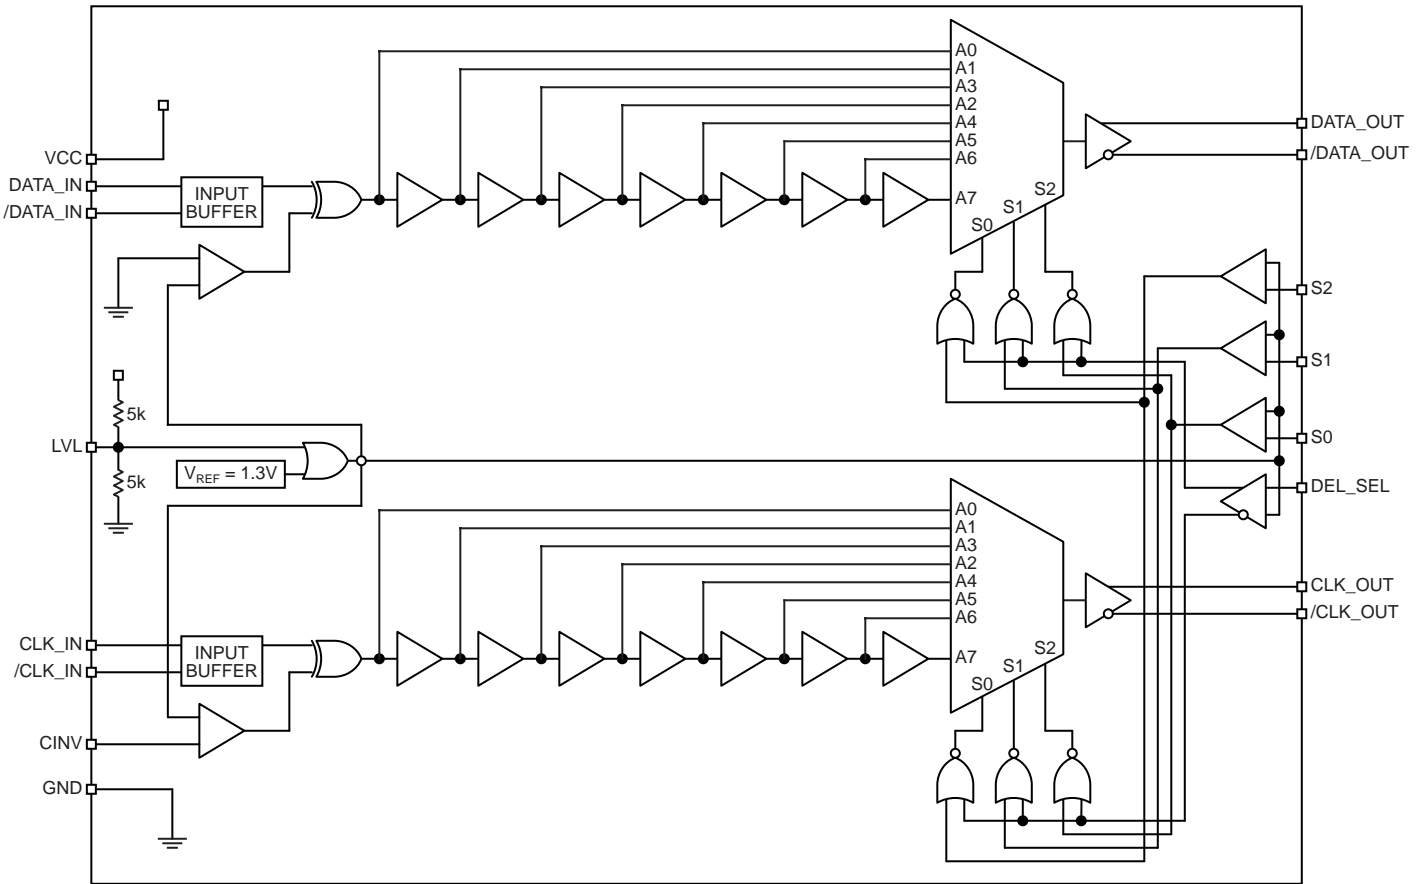 A0
A1
A3
A2
A4
A5
A6
A7
S0
S1
S2
VCC
DATA_IN
/DATA_IN
INPUT
BUFFER
DATA_OUT
/DATA_OUT
S2
S1
S0
DEL_SEL
5k
LVL
5k
VREF = 1.3V
A0
A1
A3
A2
A4
A5
A6
A7
S0
S1
S2
CLK_OUT
/CLK_OUT
CLK_IN
/CLK_IN
INPUT
BUFFER
CINV
GND